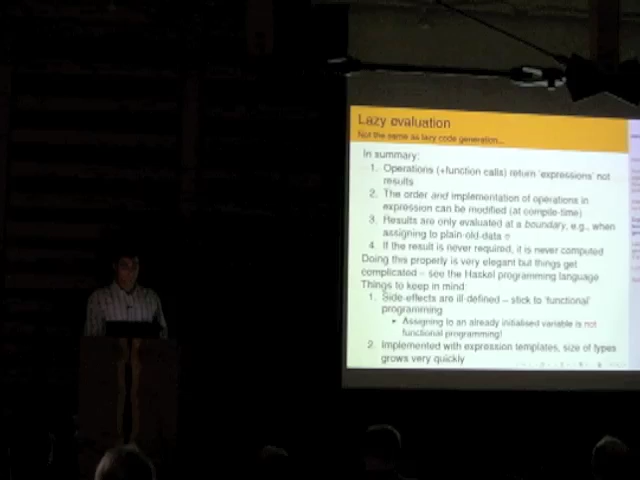 Lazy evaluation
Not the same as lazy code generation...
In summary:
1. Operations (+function calls) return 'expressions' not
results
2. The order and implementation of operations in
expression can be modified (at compile-time)
3. Results are only evaluated at a boundary, e.g., when
assigning to plain-old-data
4. If the result is never required, it is never computed
Doing this properly is very elegant but things get
complicated – see the Haskel programming language
Things to keep in mind:
1. Side-effects are ill-defined – stick to 'functional'
programming
▸ Assigning to an already initialised variable is not
functional programming!
2. Implemented with expression templates, size of types
grows very quickly